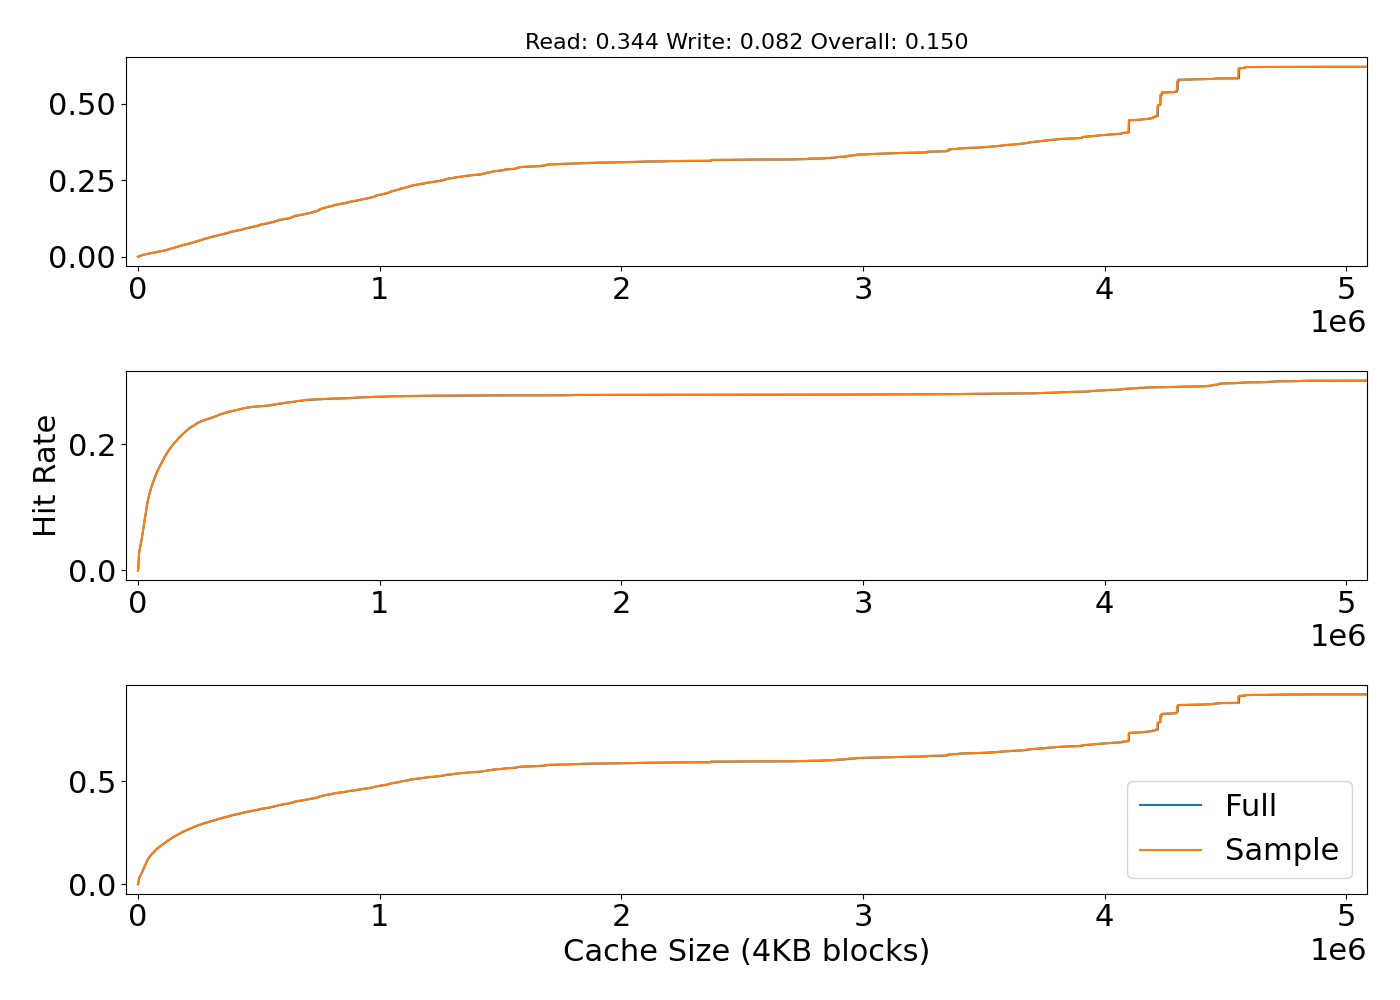 Read: 0.344 Write: 0.082 Overall: 0.150
0.50
0.25
0.00
0 1 2 3 4 5
1e6
Hit Rate
0.2
0.0
0 1 2 3 4 5
1e6
0.5
0.0
Full
Sample
0 1 2 3 4 5
1e6
Cache Size (4KB blocks)